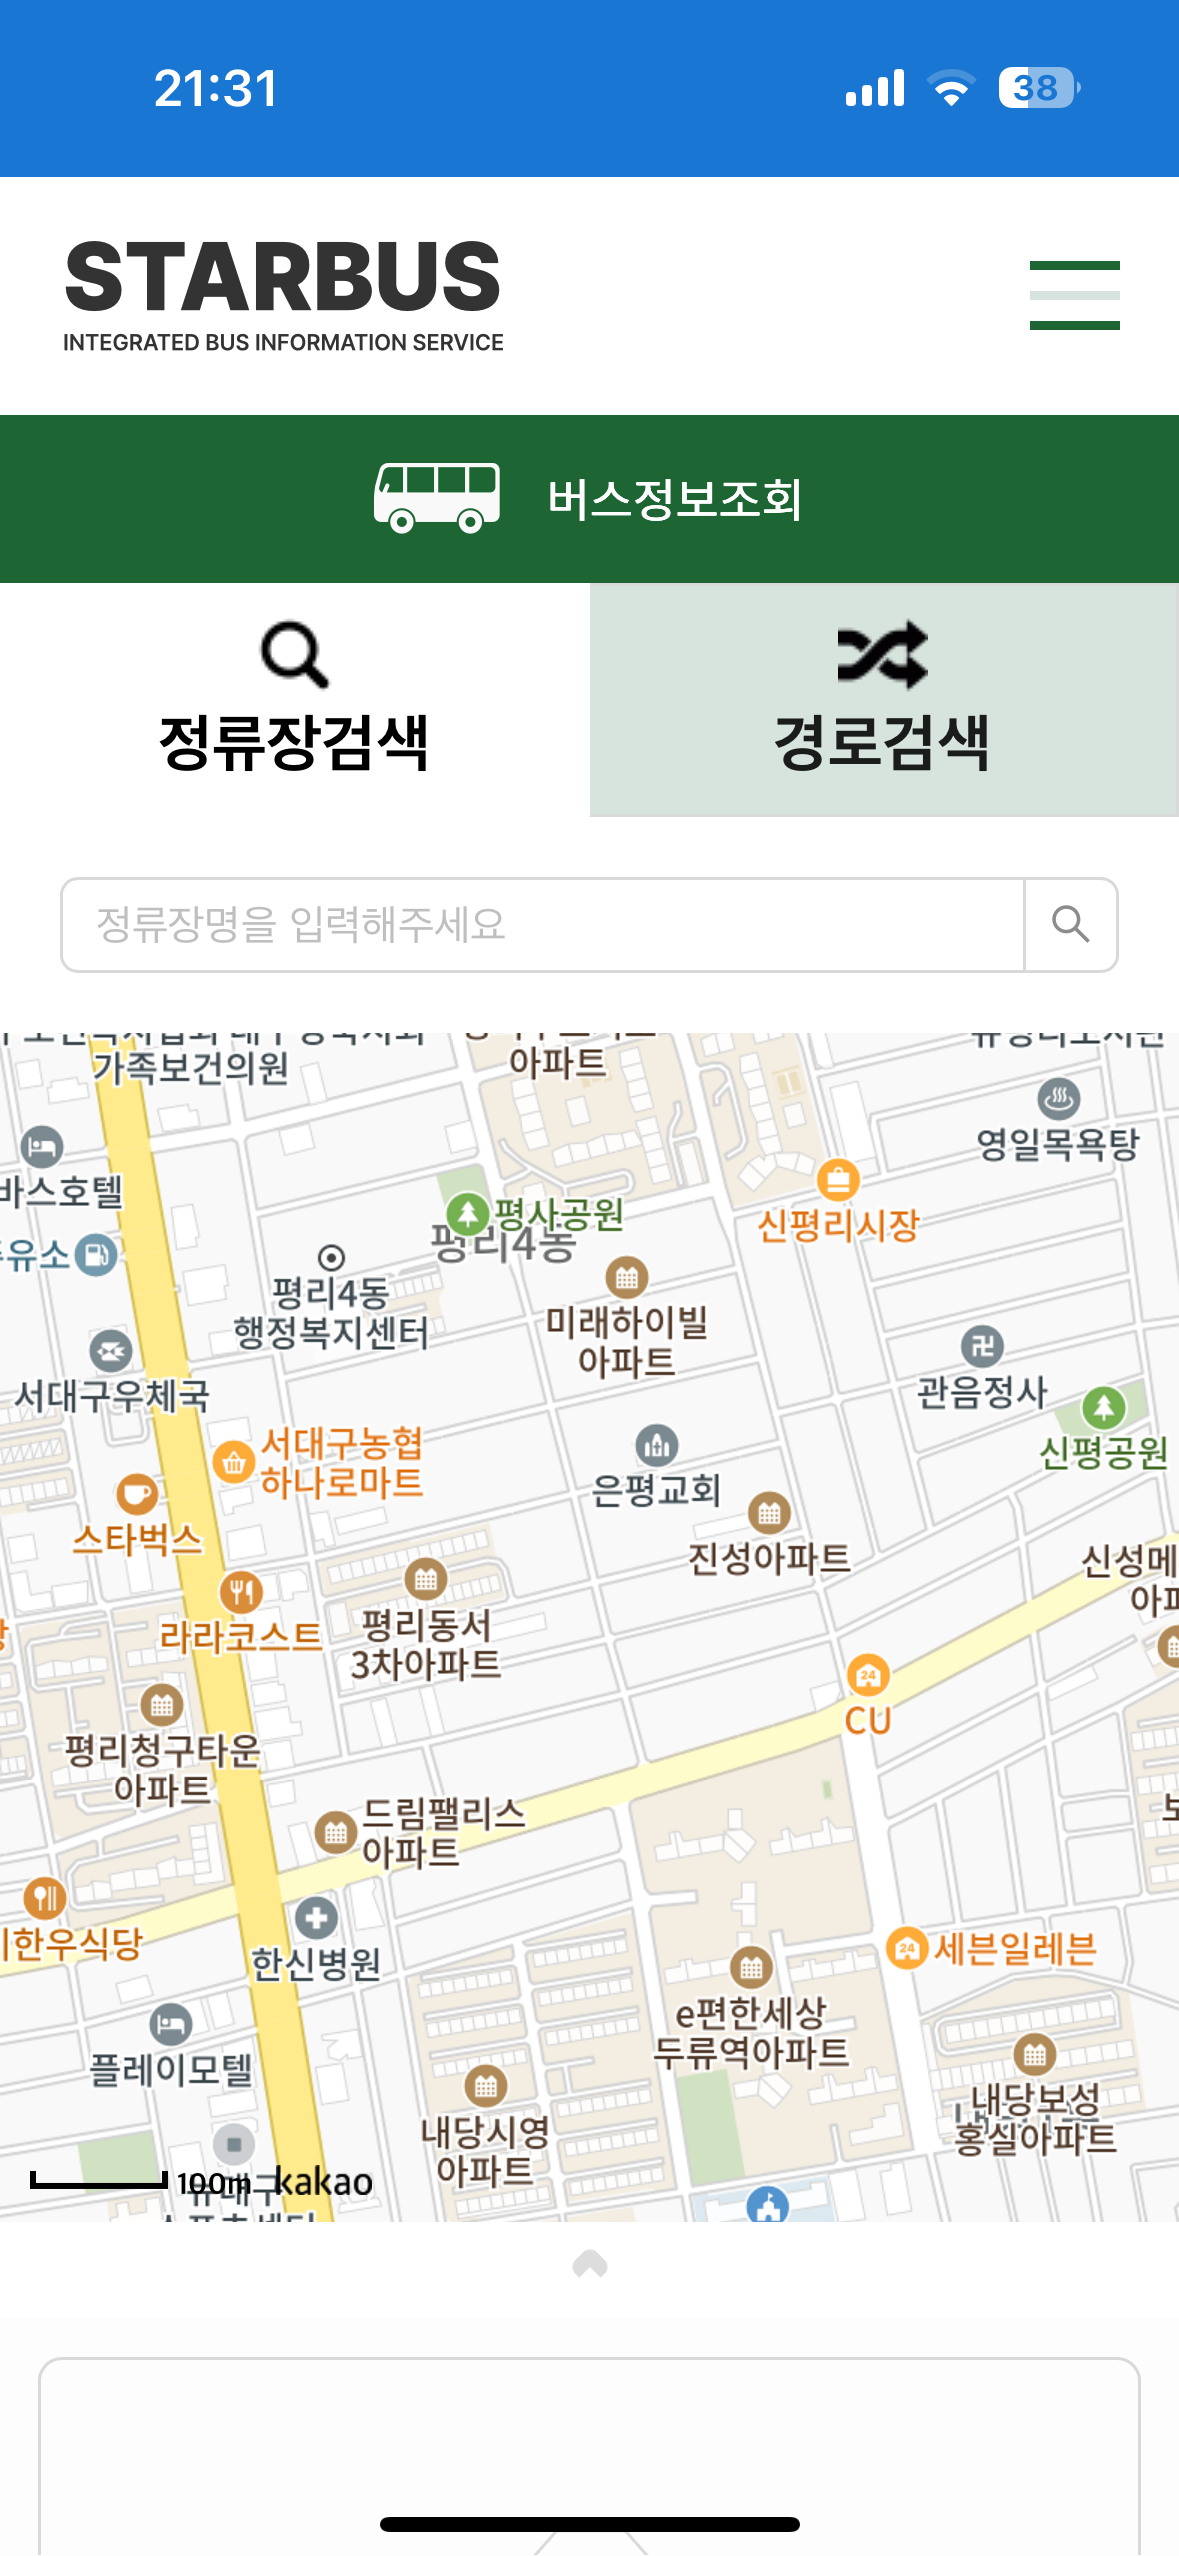 21:31
38
STARBUS
INTEGRATED BUS INFORMATION SERVICE
버스정보조회
정류장검색
경로검색
정류장명을 입력해주세요
가족보건의원
아파트
영일목욕탕
바스호텔
신평리시장
평사공원
평리4동
유소
평리4동
행정복지센터
미래하이빌
아파트
서대구우체국
관음정사
신평공원
서대구농협
하나로마트
은평교회
스타벅스
진성아파트
신성메
라라코스트
평리동서
3차아파트
CU
평리청구타운
아파트
드림팰리스
아파트
한우식당
한신병원
세븐일레븐
e편한세상
두류역아파트
플레이모텔
내당시영
아파트
내당보성
홍실아파트
100m
kakao